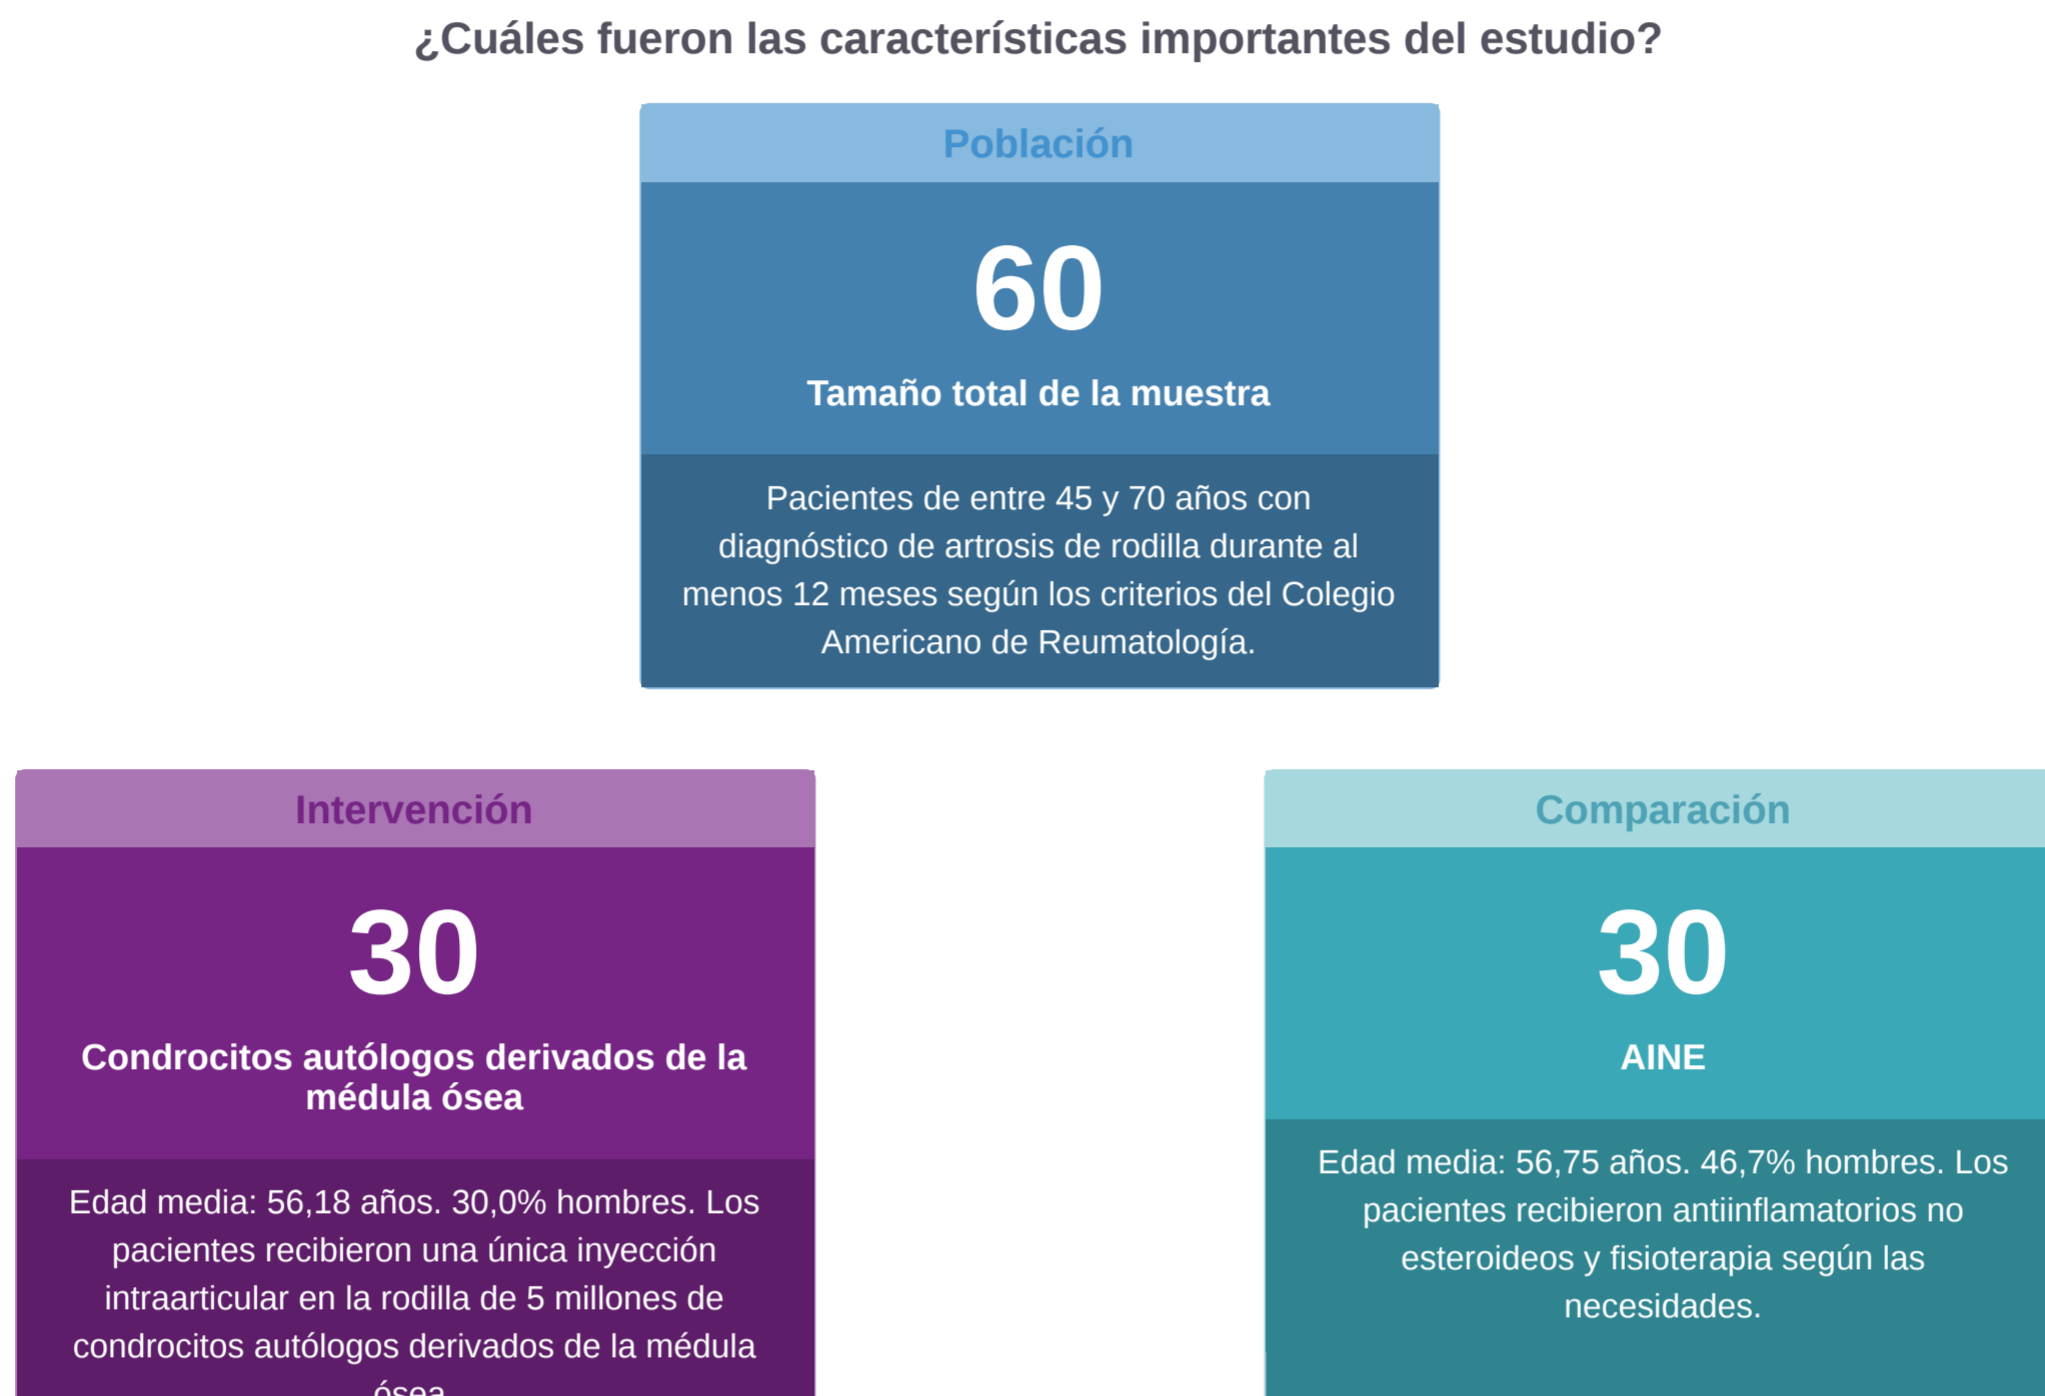 ¿Cuáles fueron las características importantes del estudio?
Población
60
Tamaño total de la muestra
Pacientes de entre 45 y 70 años con
diagnóstico de artrosis de rodilla durante al
menos 12 meses según los criterios del Colegio
Americano de Reumatología.
Intervención
30
Condrocitos autólogos derivados de la
médula ósea
Edad media: 56,18 años. 30,0% hombres. Los
pacientes recibieron una única inyección
intraarticular en la rodilla de 5 millones de
condrocitos autólogos derivados de la médula
ósea.
Comparación
30
AINE
Edad media: 56,75 años. 46,7% hombres. Los
pacientes recibieron antiinflamatorios no
esteroideos y fisioterapia según las
necesidades.